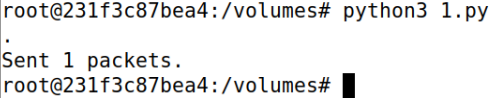 root@231f3c87bea4:/volumes# python3 1.py
.
Sent 1 packets.
root@231f3c87bea4:/volumes#